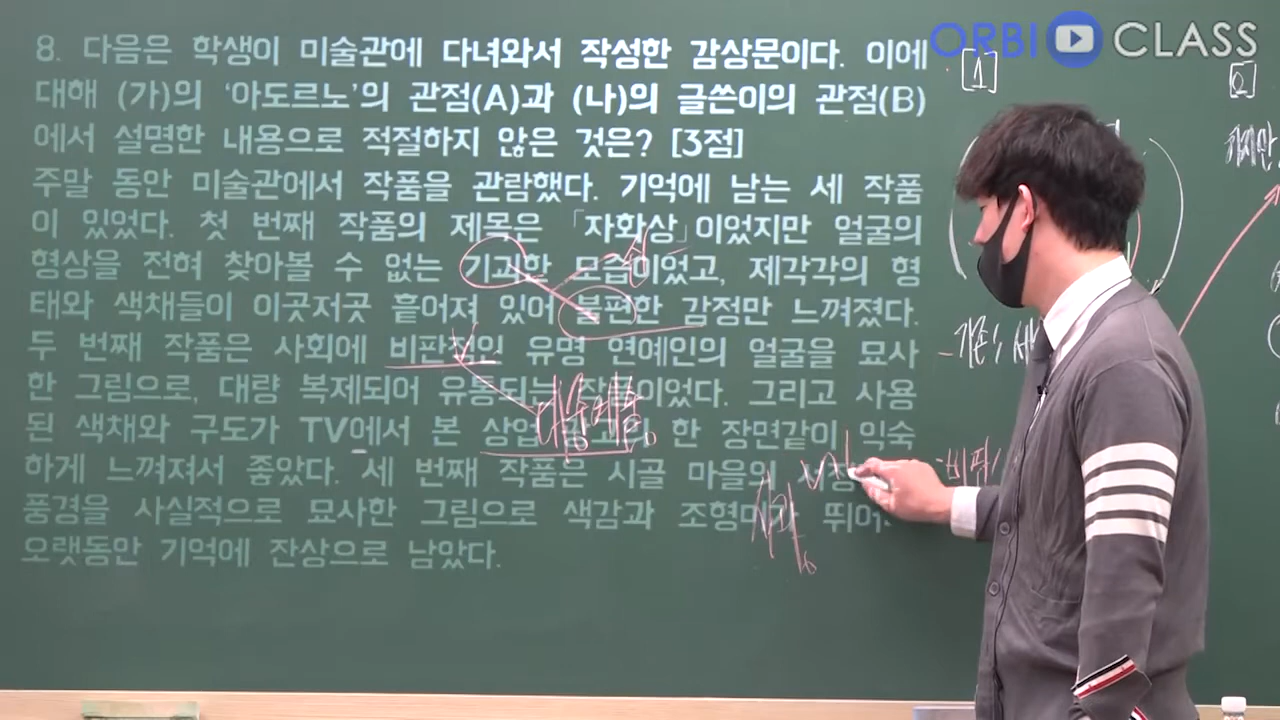 ORBI CLASS
8. 다음은 학생이 미술관에 다녀와서 작성한 감상문이다. 이에
대해 (가)의 '아도르노'의 관점(A)과 (나)의 글쓴이의 관점(B)
에서 설명한 내용으로 적절하지 않은 것은? [3점]
주말 동안 미술관에서 작품을 관람했다. 기억에 남는 세 작품
이 있었다. 첫 번째 작품의 제목은 「자화상」이었지만 얼굴의
형상을 전혀 찾아볼 수 없는 기괴한 모습이었고, 제각각의 형
태와 색채들이 이곳저곳 흩어져 있어 불편한 감정만 느껴졌다.
두 번째 작품은 사회에 비판적인 유명 연예인의 얼굴을 묘사
한 그림으로, 대량 복제되어 유통되는 작품이었다. 그리고 사용
된 색채와 구도가 TV에서 본 상업 광고의 한 장면같이 익숙
하게 느껴져서 좋았다. 세 번째 작품은 시골 마을의
풍경을 사실적으로 묘사한 그림으로 색감과 조형미가 뛰어
오랫동안 기억에 잔상으로 남았다.
대중예술
[1]
[2]